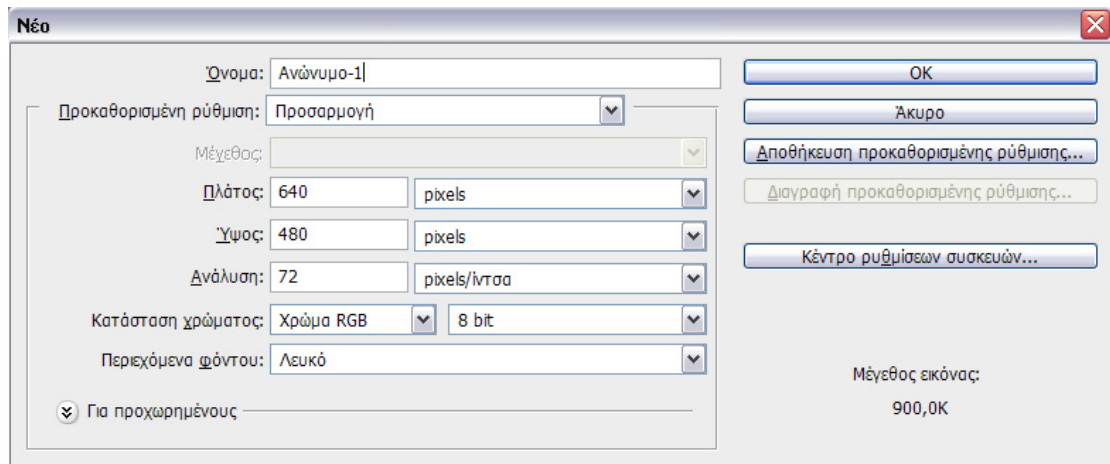 Νέο
Όνομα: Ανώνυμο-1
Προκαθορισμένη ρύθμιση: Προσαρμογή
Μέγεθος:
Πλάτος: 640 pixels
Ύψος: 480 pixels
Ανάλυση: 72 pixels/ίντσα
Κατάσταση χρώματος: Χρώμα RGB 8 bit
Περιεχόμενα φόντου: Λευκό
Για προχωρημένους
OK
Άκυρο
Αποθήκευση προκαθορισμένης ρύθμισης...
Διαγραφή προκαθορισμένης ρύθμισης...
Κέντρο ρυθμίσεων συσκευών...
Μέγεθος εικόνας:
900,0K